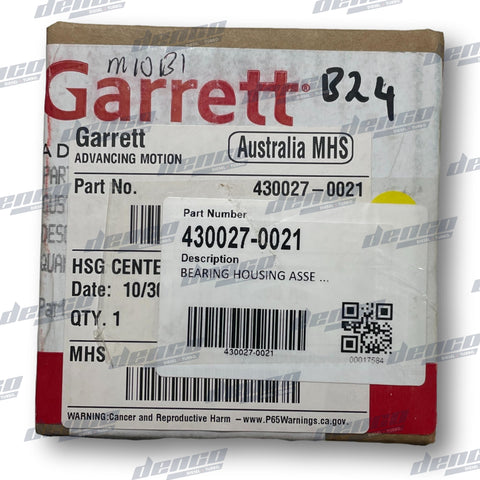 M10B1
B24
Garrett
Garrett
ADVANCING MOTION
Australia MHS
Part No. 430027-0021
Part Number
430027-0021
Description
BEARING HOUSING ASSE ...
430027-0021
00017584
HSG CENTE
Date: 10/30
QTY. 1
MHS
WARNING:Cancer and Reproductive Harm -www.P65Warnings.ca.gov.
denco
DIESEL & TURBO